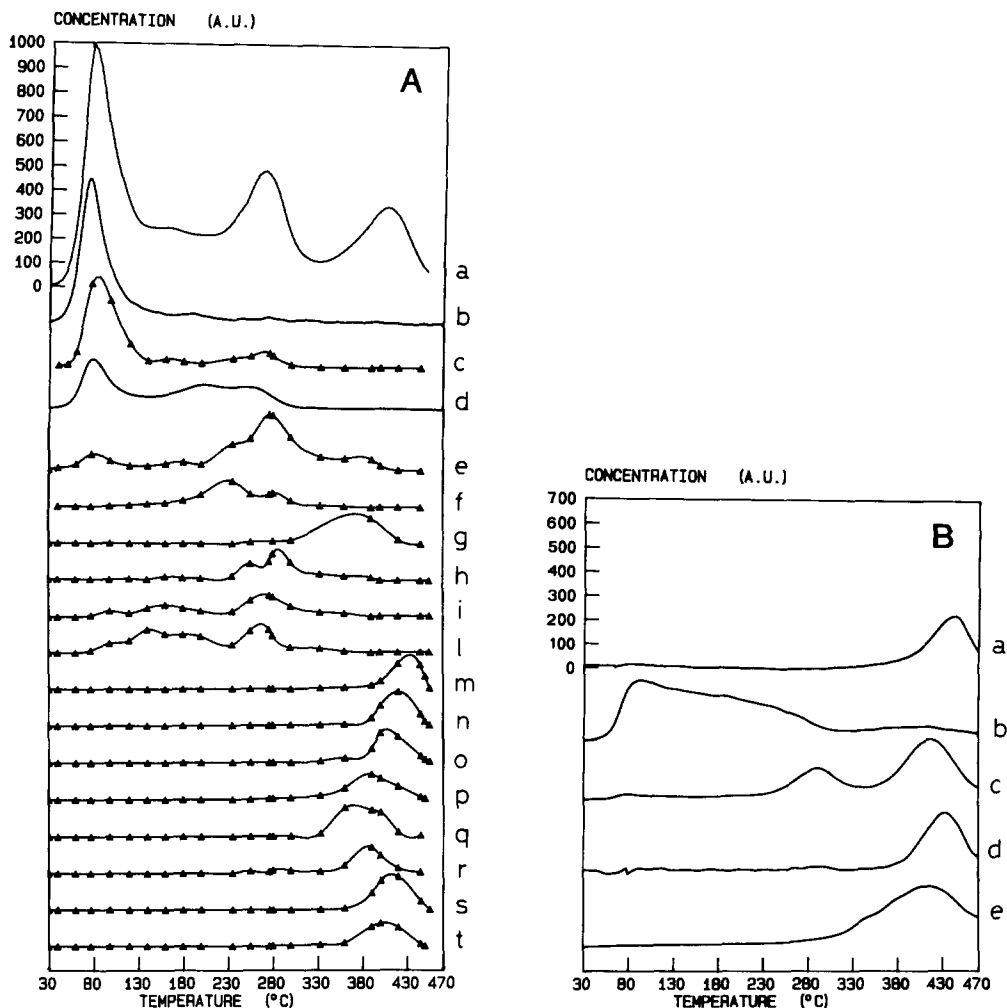 CONCENTRATION (A.U.)
A
1000
900
800
700
600
500
400
300
200
100
0
a
b
c
d
e
f
g
h
i
l
m
n
o
p
q
r
s
t
30 80 130 180 230 280 330 380 430 470
TEMPERATURE (°C)
CONCENTRATION (A.U.)
B
700
600
500
400
300
200
100
0
a
b
c
d
e
30 80 130 180 230 280 330 380 430 470
TEMPERATURE (°C)